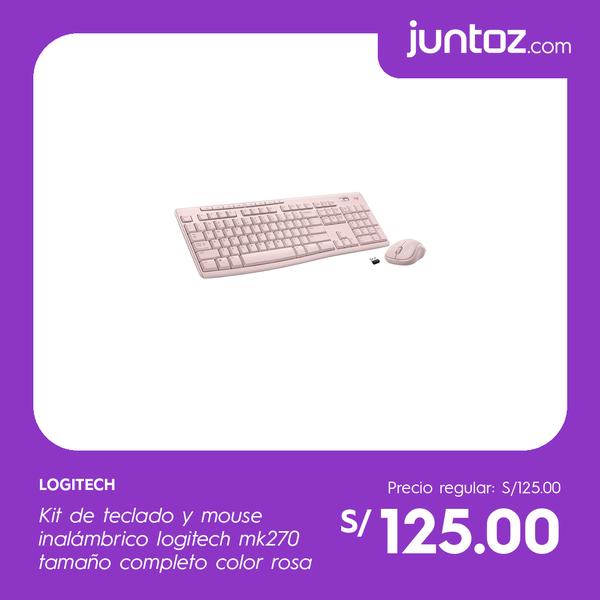 juntoz.com
LOGITECH
Kit de teclado y mouse
inalámbrico logitech mk270
tamaño completo color rosa
Precio regular: S/125.00
S/125.00